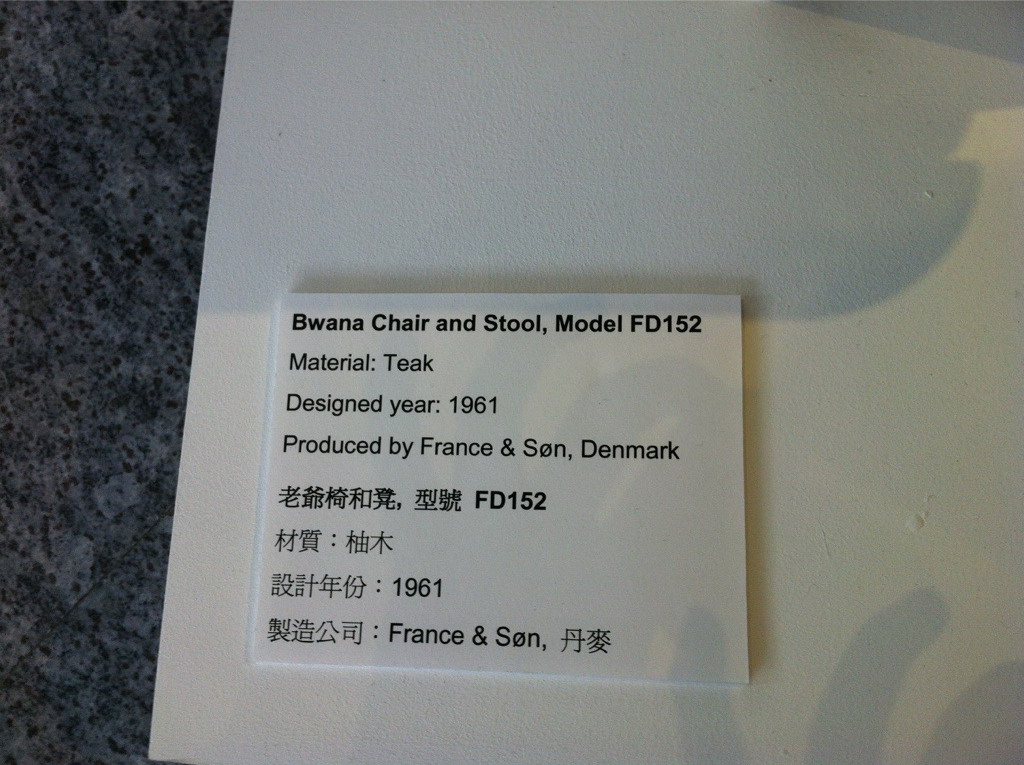 Bwana Chair and Stool, Model FD152
Material: Teak
Designed year: 1961
Produced by France & Søn, Denmark
老爺椅和凳, 型號 FD152
材質：柚木
設計年份：1961
製造公司：France & Søn, 丹麥